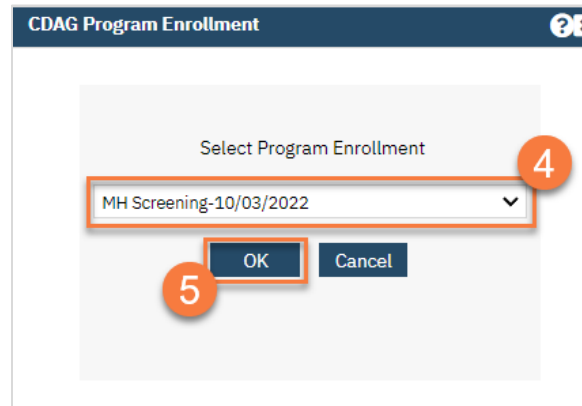 CDAG Program Enrollment ?
Select Program Enrollment
4
MH Screening-10/03/2022
OK Cancel
5